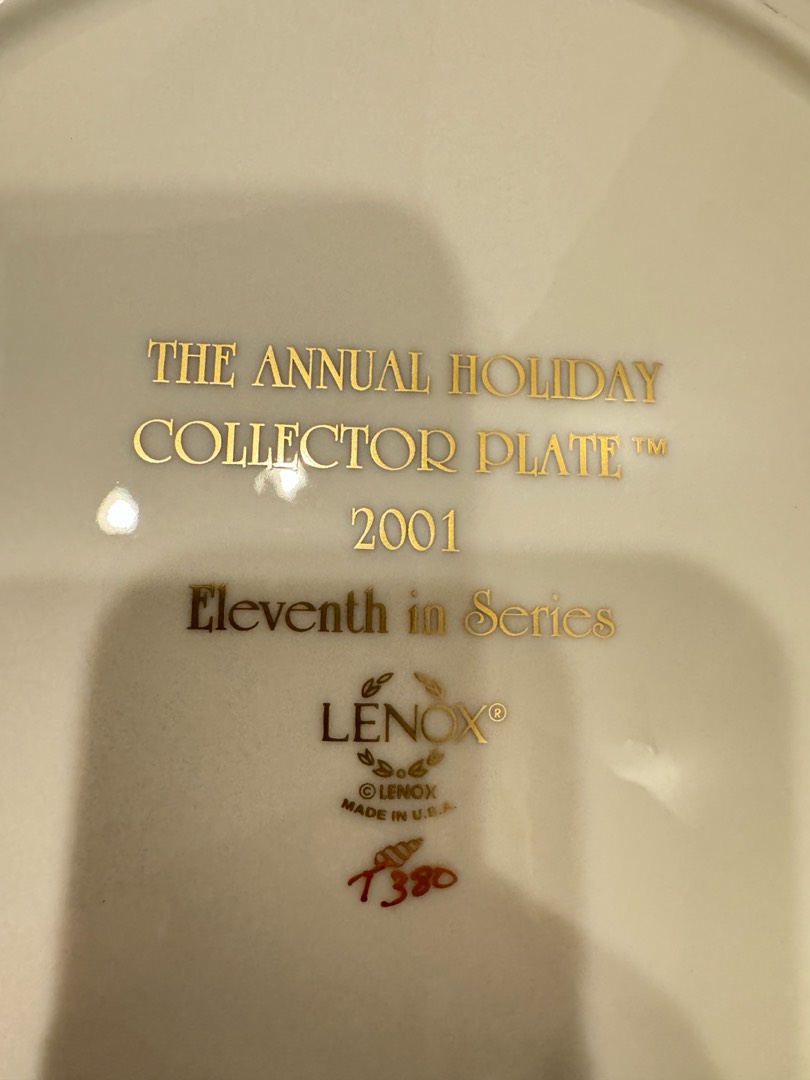 THE ANNUAL HOLIDAY
COLLECTOR PLATE™
2001
Eleventh in Series
LENOX®
© LENOX
MADE IN U.S.A.
T380